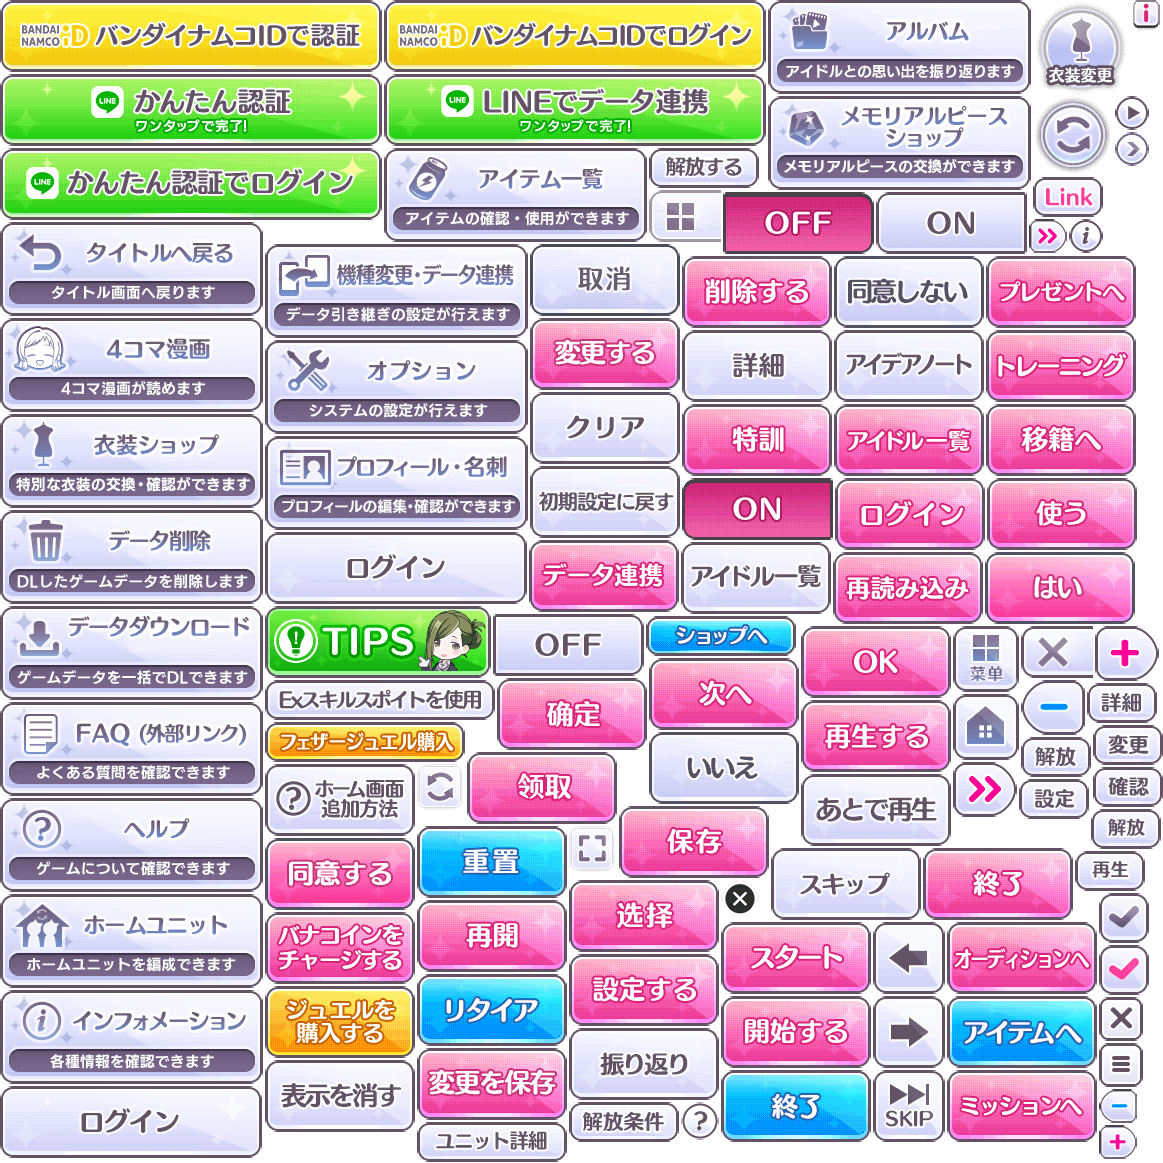 BANDAI NAMCO iD バンダイナムコIDで認証
BANDAI NAMCO iD バンダイナムコIDでログイン
アルバム
アイドルとの思い出を振り返ります
衣装変更
i
LINE かんたん認証
ワンタップで完了!
LINE LINEでデータ連携
ワンタップで完了!
メモリアルピース
ショップ
メモリアルピースの交換ができます
LINE かんたん認証でログイン
アイテム一覧
アイテムの確認・使用ができます
解放する
Link
OFF
ON
i
タイトルへ戻る
タイトル画面へ戻ります
機種変更・データ連携
データ引き継ぎの設定が行えます
取消
削除する
同意しない
プレゼントへ
4コマ漫画
4コマ漫画が読めます
オプション
システムの設定が行えます
変更する
詳細
アイデアノート
トレーニング
衣装ショップ
特別な衣装の交換・確認ができます
プロフィール・名刺
プロフィールの編集・確認ができます
クリア
特訓
アイドル一覧
移籍へ
データ削除
DLしたゲームデータを削除します
ログイン
初期設定に戻す
ON
ログイン
使う
データ連携
アイドル一覧
再読み込み
はい
データダウンロード
ゲームデータを一括でDLできます
TIPS
OFF
ショップへ
OK
菜单
Exスキルスポイトを使用
确定
次へ
詳細
FAQ (外部リンク)
よくある質問を確認できます
フェザージュエル購入
再生する
解放
変更
?
ホーム画面
追加方法
领取
いいえ
あとで再生
設定
確認
解放
ヘルプ
ゲームについて確認できます
同意する
重置
保存
スキップ
終了
再生
ホームユニット
ホームユニットを編成できます
バナコインを
チャージする
再開
选择
スタート
オーディションへ
インフォメーション
各種情報を確認できます
ジュエルを
購入する
リタイア
設定する
開始する
アイテムへ
ログイン
表示を消す
変更を保存
振り返り
終了
SKIP
ミッションへ
ユニット詳細
解放条件
?